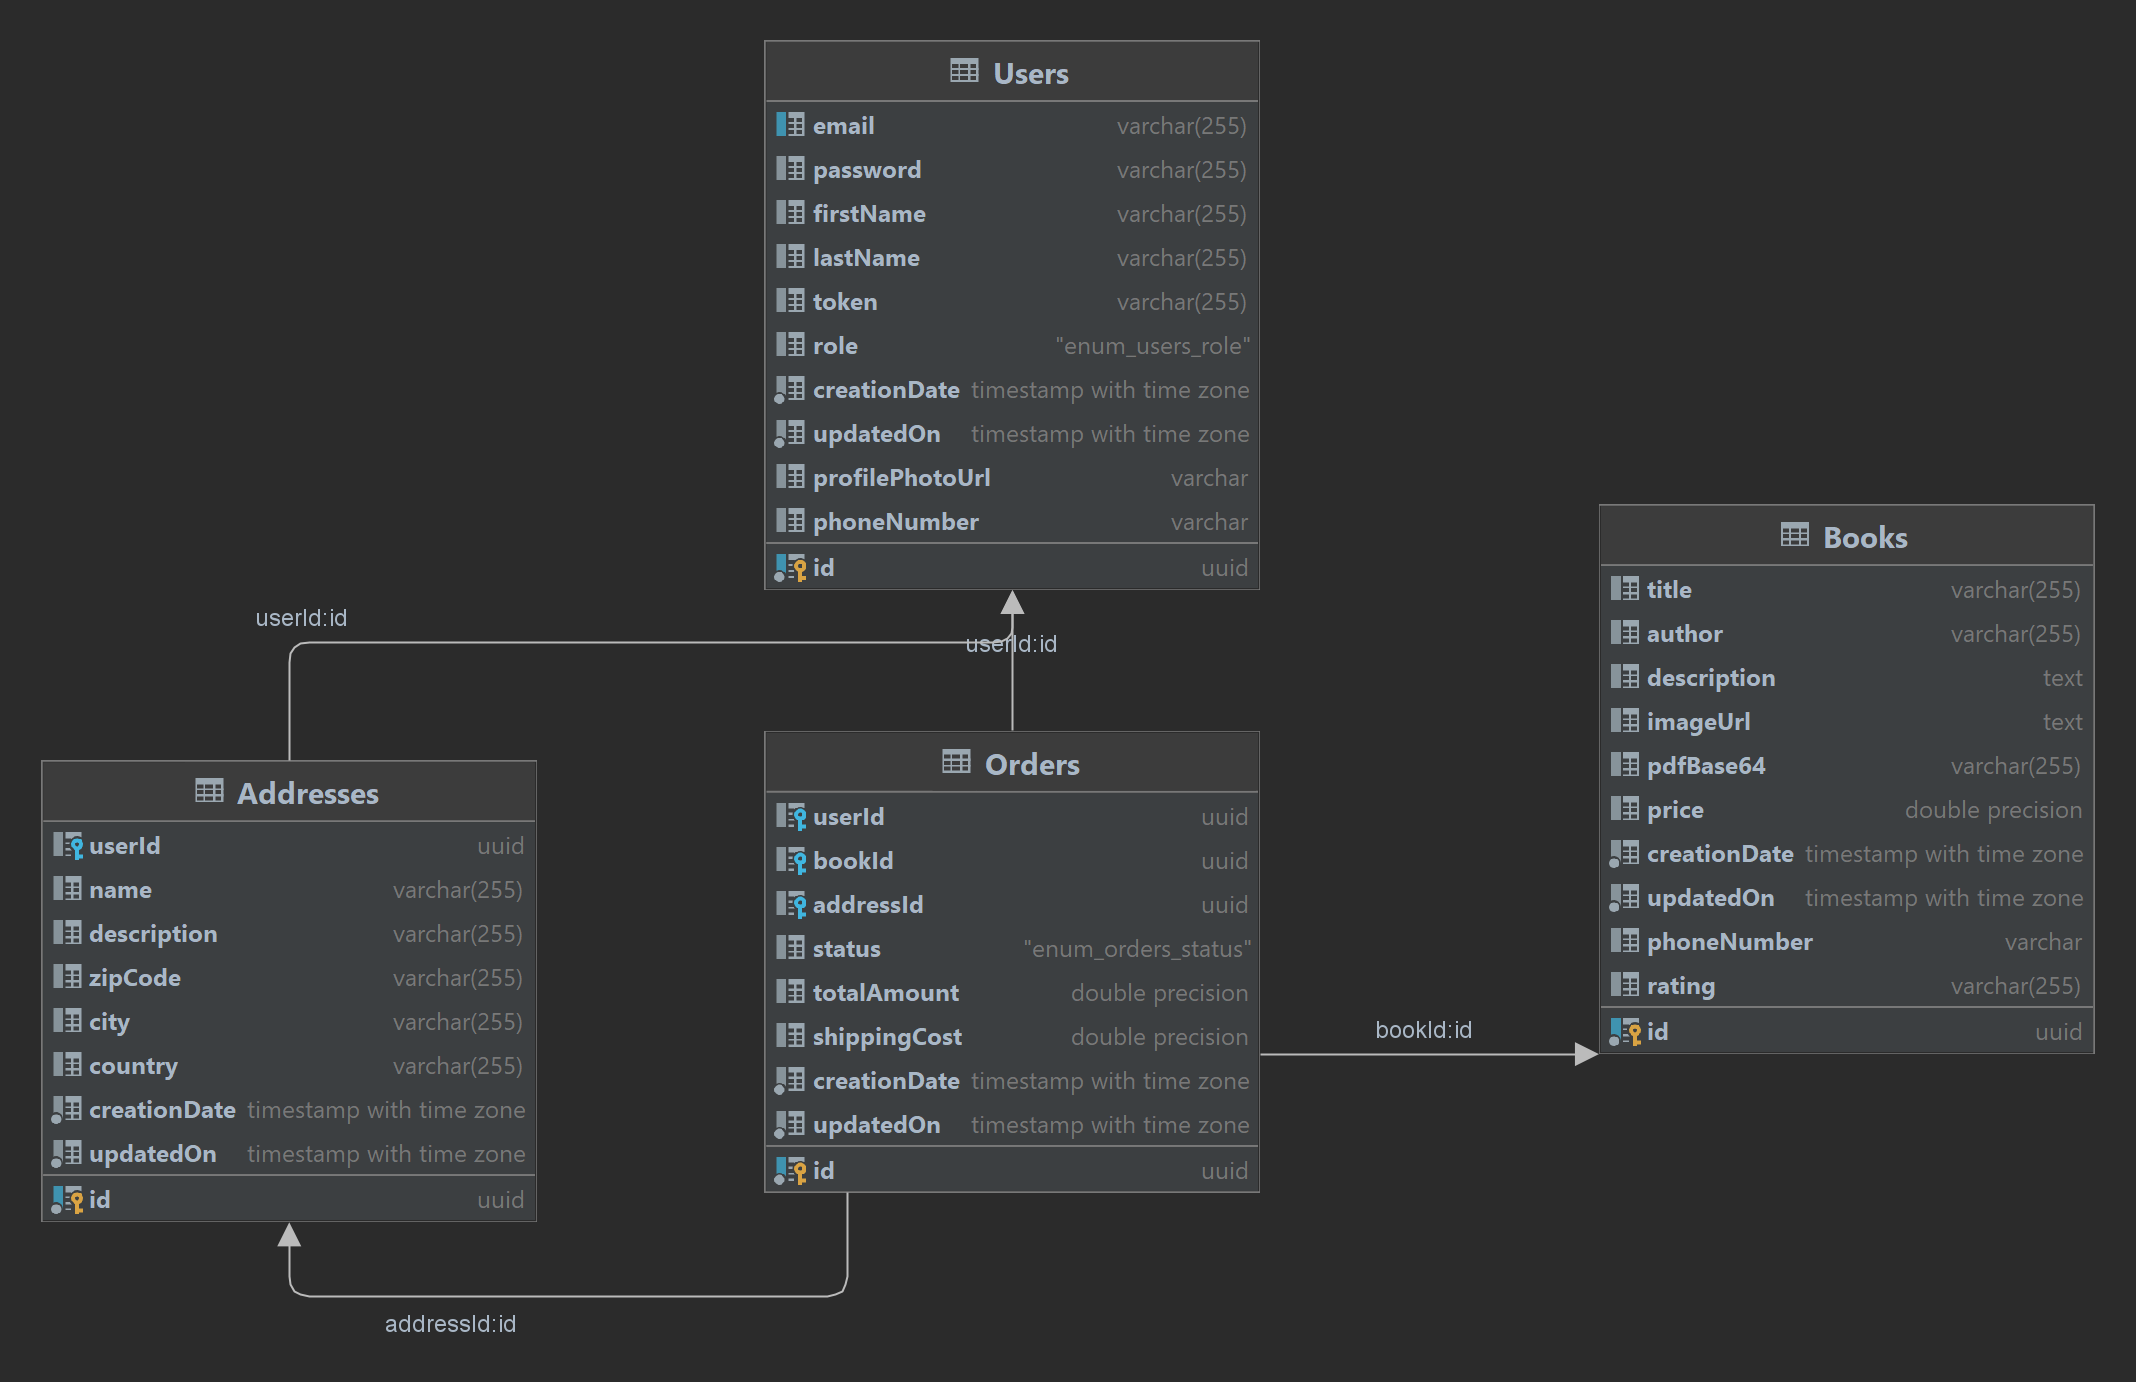 Users
email varchar(255)
password varchar(255)
firstName varchar(255)
lastName varchar(255)
token varchar(255)
role "enum_users_role"
creationDate timestamp with time zone
updatedOn timestamp with time zone
profilePhotoUrl varchar
phoneNumber varchar
id uuid
userId:id
userId:id
Addresses
userId uuid
name varchar(255)
description varchar(255)
zipCode varchar(255)
city varchar(255)
country varchar(255)
creationDate timestamp with time zone
updatedOn timestamp with time zone
id uuid
addressId:id
Orders
userId uuid
bookId uuid
addressId uuid
status "enum_orders_status"
totalAmount double precision
shippingCost double precision
creationDate timestamp with time zone
updatedOn timestamp with time zone
id uuid
bookId:id
Books
title varchar(255)
author varchar(255)
description text
imageUrl text
pdfBase64 varchar(255)
price double precision
creationDate timestamp with time zone
updatedOn timestamp with time zone
phoneNumber varchar
rating varchar(255)
id uuid